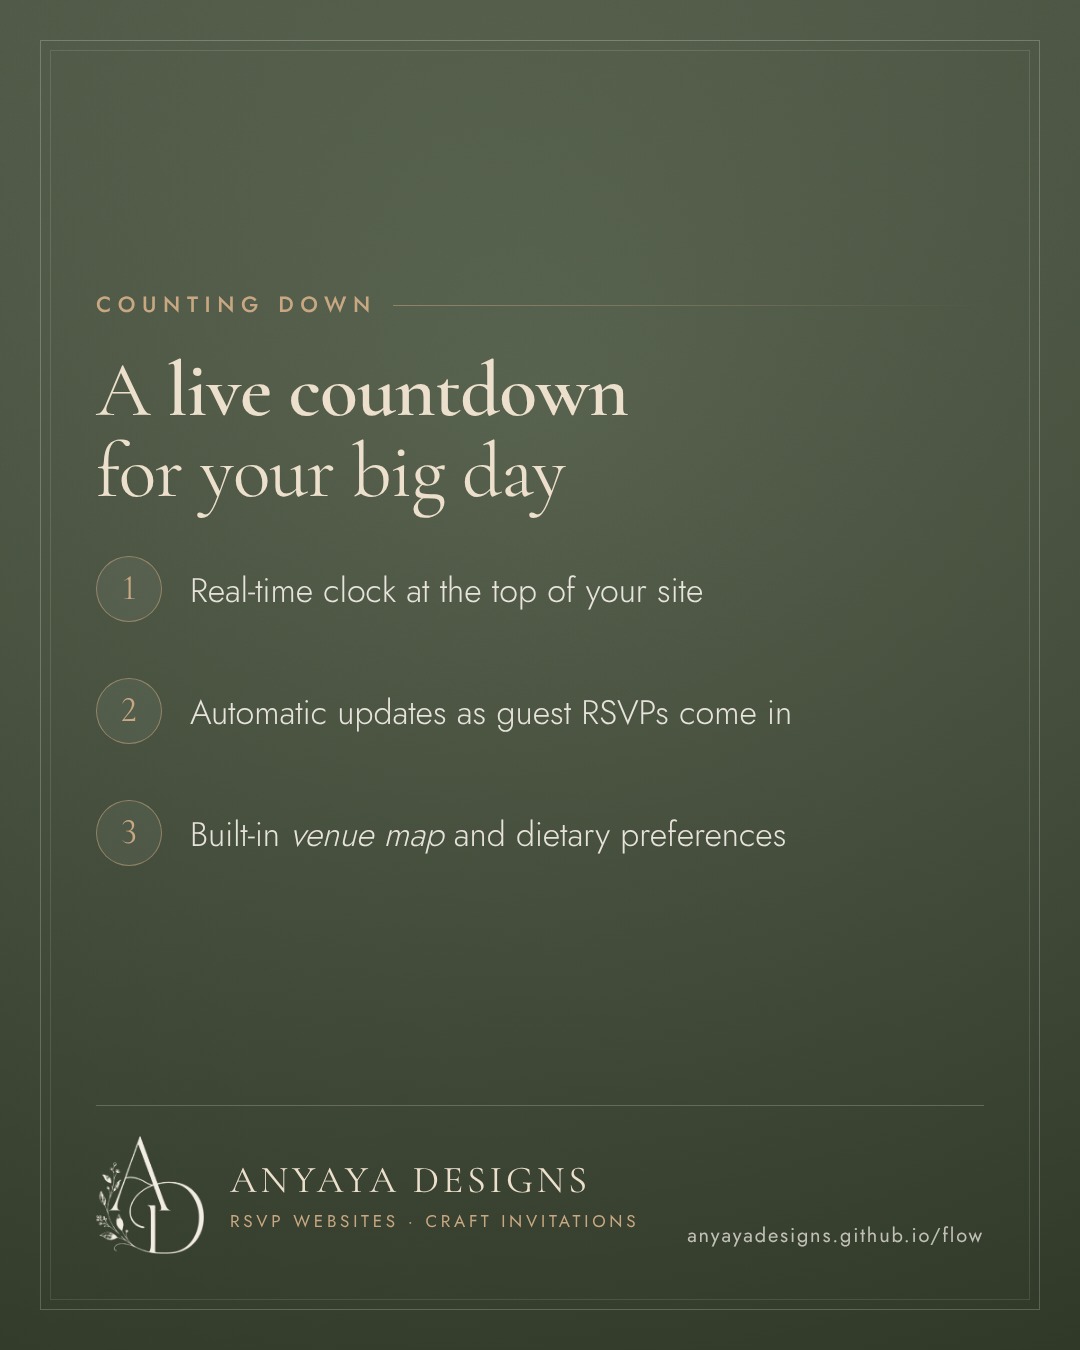 COUNTING DOWN
A live countdown
for your big day
1 Real-time clock at the top of your site
2 Automatic updates as guest RSVPs come in
3 Built-in venue map and dietary preferences
AD
ANYAYA DESIGNS
RSVP WEBSITES · CRAFT INVITATIONS
anyayadesigns.github.io/flow